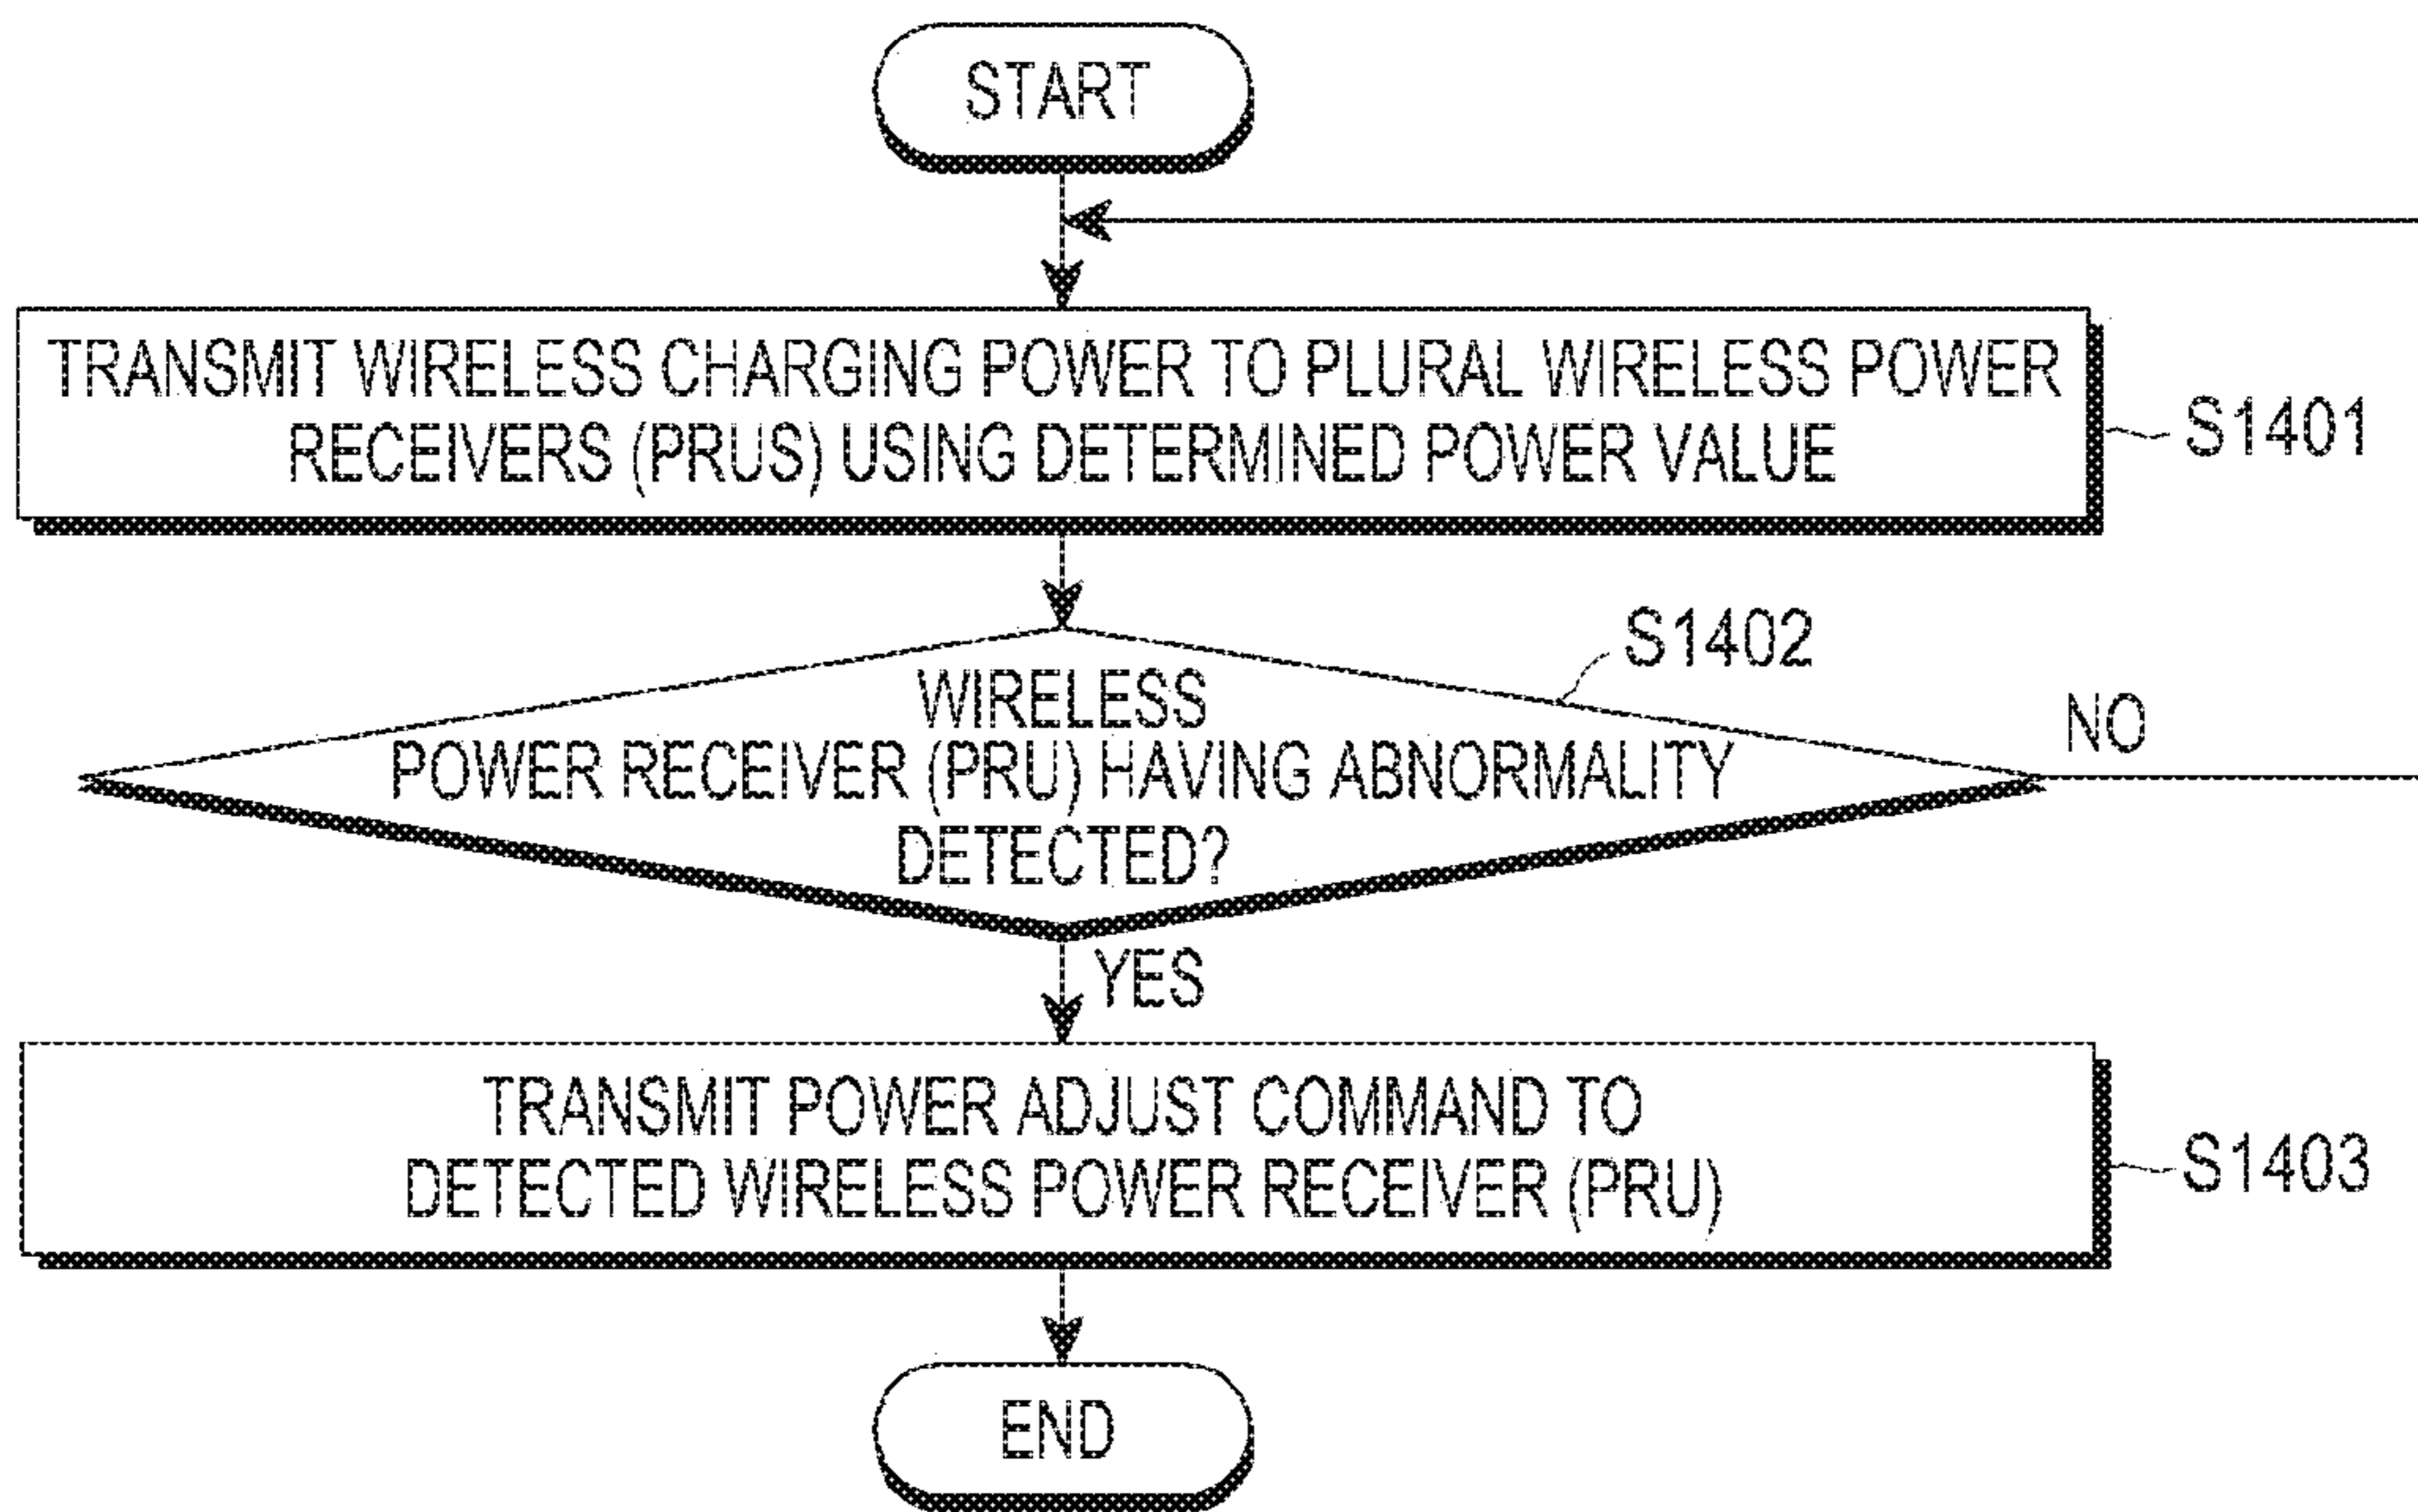 START
TRANSMIT WIRELESS CHARGING POWER TO PLURAL WIRELESS POWER
RECEIVERS (PRUS) USING DETERMINED POWER VALUE
S1401
S1402
WIRELESS
POWER RECEIVER (PRU) HAVING ABNORMALITY
DETECTED?
NO
YES
TRANSMIT POWER ADJUST COMMAND TO
DETECTED WIRELESS POWER RECEIVER (PRU)
S1403
END